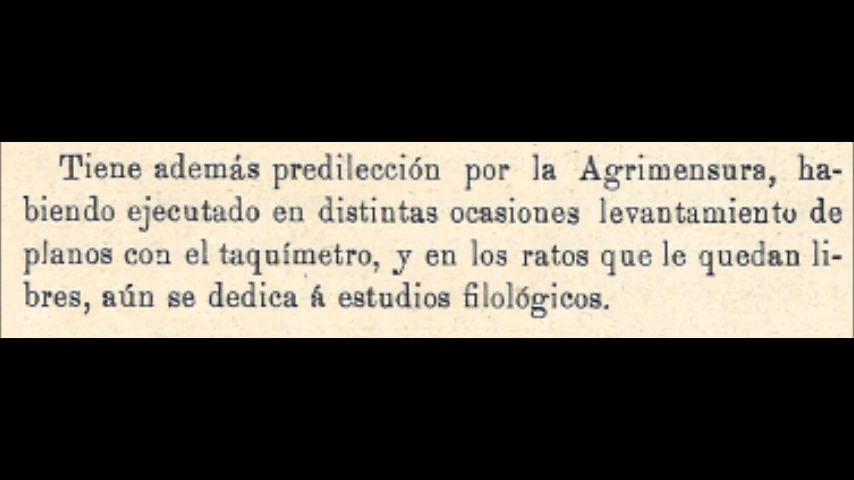 Tiene además predilección por la Agrimensura, ha-
biendo ejecutado en distintas ocasiones levantamiento de
planos con el taquímetro, y en los ratos que le quedan li-
bres, aún se dedica á estudios filológicos.